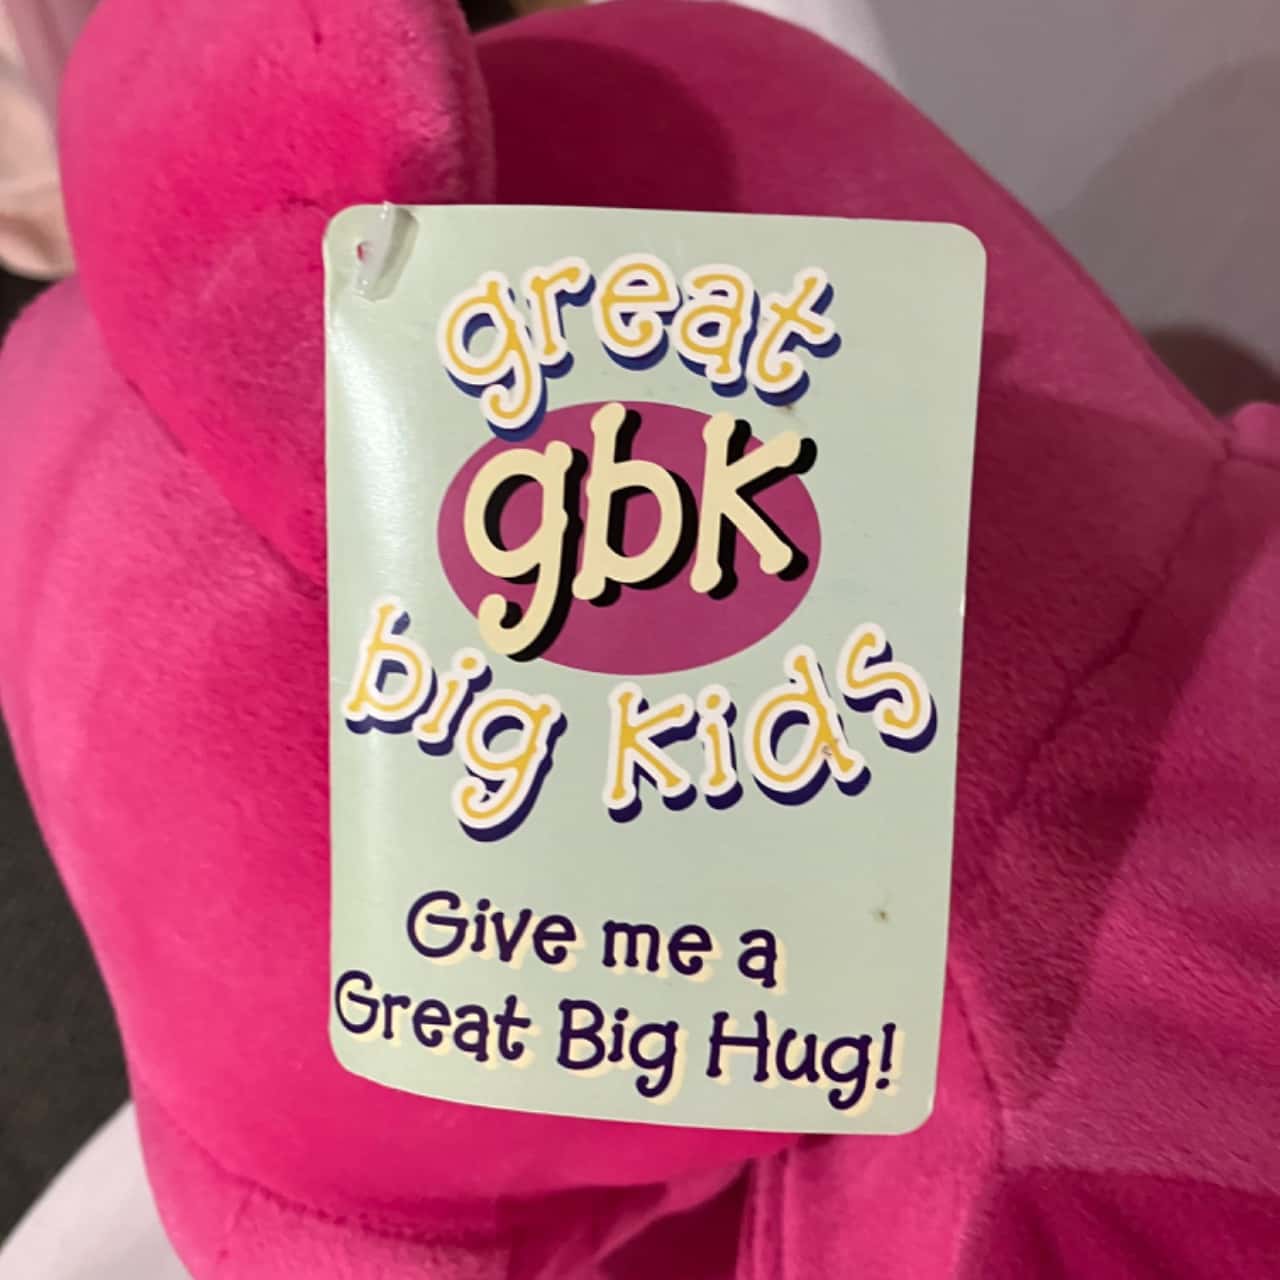 great
gbk
big kids
Give me a
Great Big Hug!